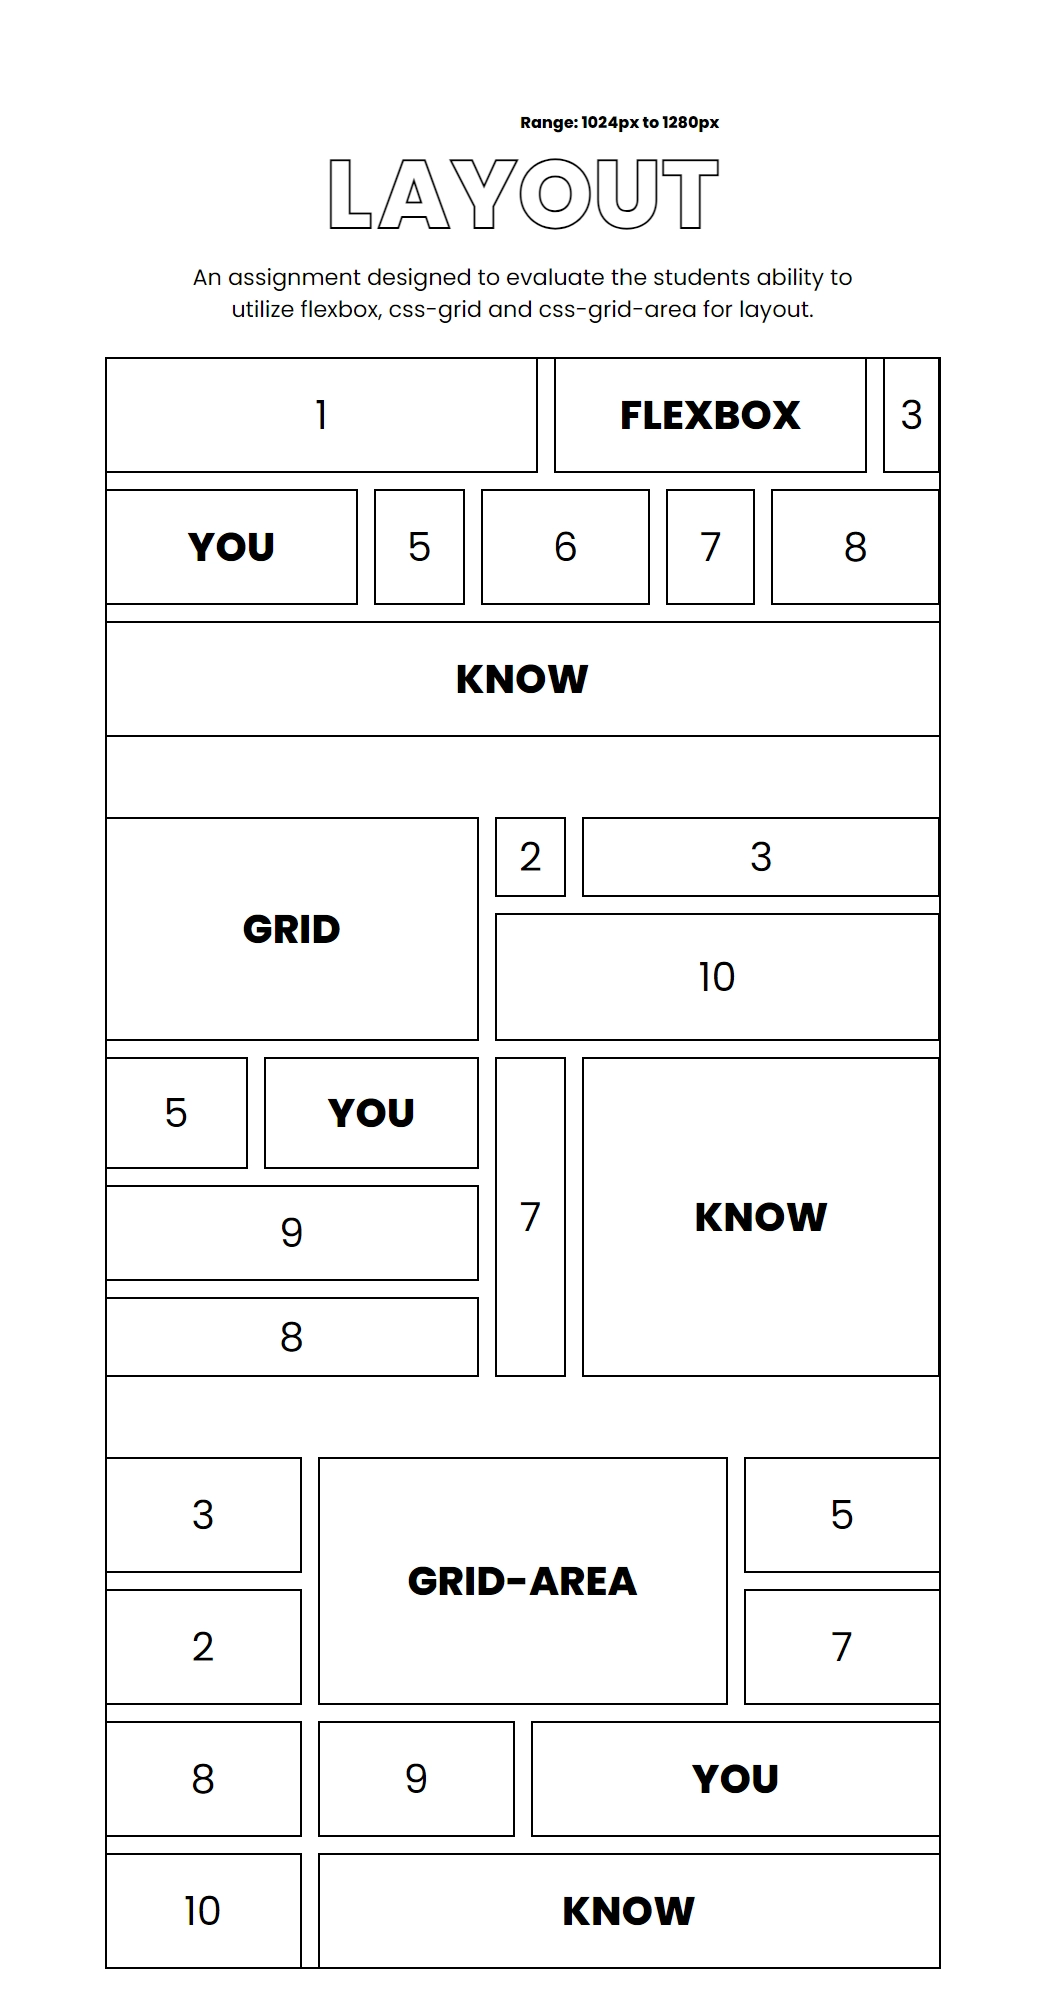 Range: 1024px to 1280px
LAYOUT
An assignment designed to evaluate the students ability to
utilize flexbox, css-grid and css-grid-area for layout.
1
FLEXBOX
3
YOU
5
6
7
8
KNOW
GRID
2
3
10
5
YOU
7
KNOW
9
8
3
GRID-AREA
5
2
7
8
9
YOU
10
KNOW